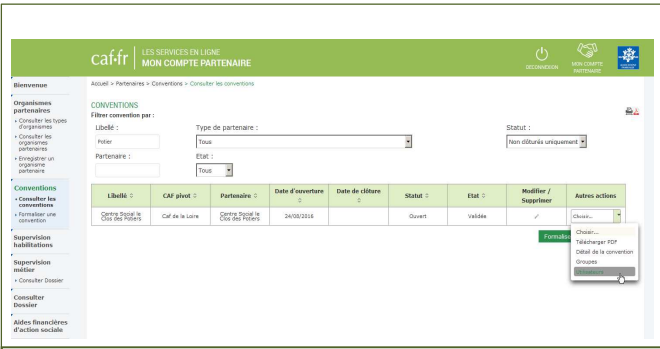 caf•fr
LES SERVICES EN LIGNE
MON COMPTE PARTENAIRE
DÉCONNEXION
MON COMPTE
PARTENAIRE
Bienvenue
Organismes
partenaires
Consulter les types
d'organismes
Consulter les
organismes
partenaires
Enregistrer un
organisme
partenaire
Conventions
Consulter les
conventions
Formaliser une
convention
Supervision
habilitations
Supervision
métier
Consulter Dossier
Consulter
Dossier
Aides financières
d'action sociale
Accueil > Partenaires > Conventions > Consulter les conventions
CONVENTIONS
Filtrer convention par :
Libellé :
Type de partenaire :
Statut :
Potier
Tous
Non clôturés uniquement
Partenaire :
Etat :
Tous
Libellé
CAF pivot
Partenaire
Date d'ouverture
Date de clôture
Statut
Etat
Modifier /
Supprimer
Autres actions
Centre Social le
Clos des Potiers
Caf de la Loire
Centre Social le
Clos des Potiers
24/08/2016
Ouvert
Validée
Choisir...
Formalise
Choisir...
Télécharger PDF
Détail de la convention
Groupes
Utilisateurs